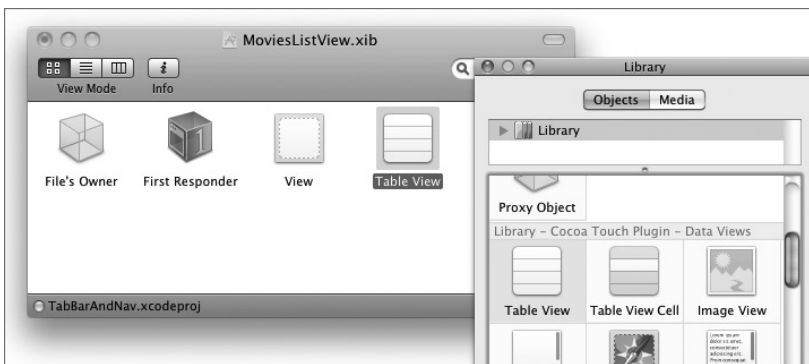 MoviesListView.xib
View Mode
Info
File's Owner
First Responder
1
View
Table View
TabBarAndNav.xcodeproj
Library
Objects
Media
Library
Proxy Object
Library – Cocoa Touch Plugin – Data Views
Table View
Table View Cell
Image View